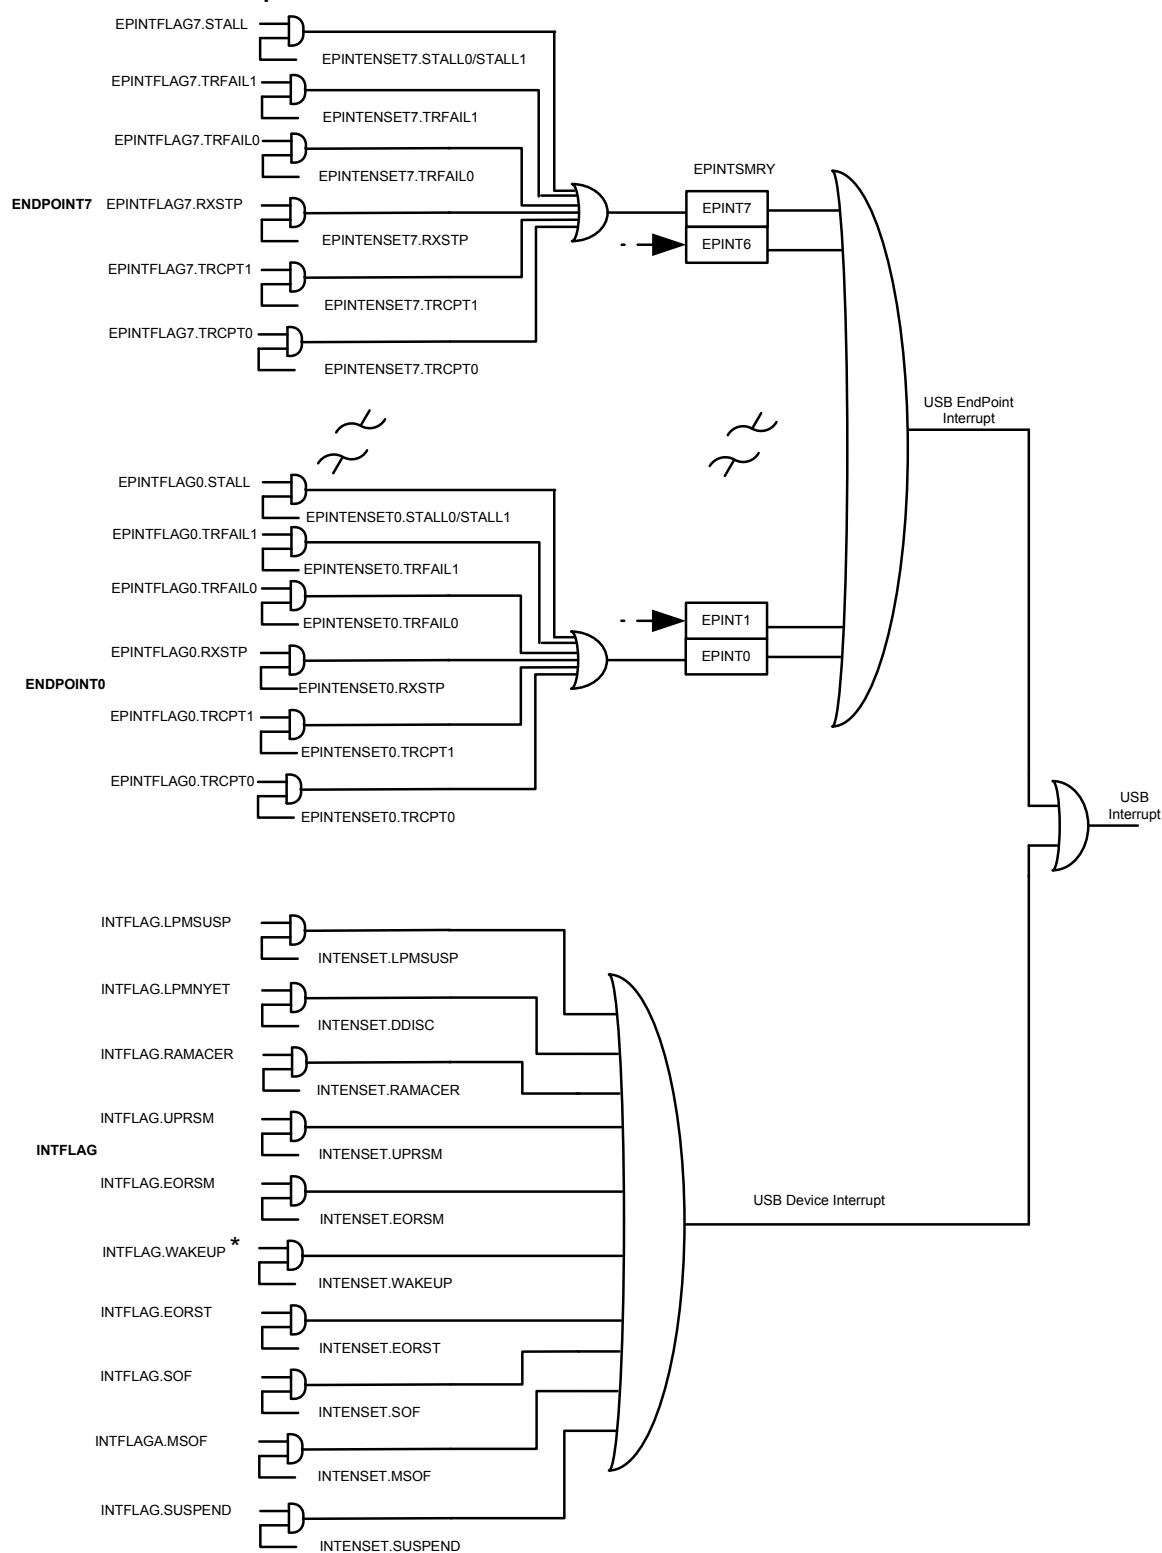 EPINTFLAG7.STALL
EPINTENSET7.STALL0/STALL1
EPINTFLAG7.TRFAIL1
EPINTENSET7.TRFAIL1
EPINTFLAG7.TRFAIL0
EPINTENSET7.TRFAIL0
EPINTSMRY
ENDPOINT7 EPINTFLAG7.RXSTP
EPINT7
EPINTENSET7.RXSTP
EPINT6
EPINTFLAG7.TRCPT1
EPINTENSET7.TRCPT1
EPINTFLAG7.TRCPT0
EPINTENSET7.TRCPT0
USB EndPoint
Interrupt
EPINTFLAG0.STALL
EPINTENSET0.STALL0/STALL1
EPINTFLAG0.TRFAIL1
EPINTENSET0.TRFAIL1
EPINTFLAG0.TRFAIL0
EPINTENSET0.TRFAIL0
EPINT1
EPINTFLAG0.RXSTP
EPINT0
ENDPOINT0
EPINTENSET0.RXSTP
EPINTFLAG0.TRCPT1
EPINTENSET0.TRCPT1
EPINTFLAG0.TRCPT0
EPINTENSET0.TRCPT0
USB
Interrupt
INTFLAG.LPMSUSP
INTENSET.LPMSUSP
INTFLAG.LPMNYET
INTENSET.DDISC
INTFLAG.RAMACER
INTENSET.RAMACER
INTFLAG.UPRSM
INTFLAG
INTENSET.UPRSM
INTFLAG.EORSM
USB Device Interrupt
INTENSET.EORSM
INTFLAG.WAKEUP *
INTENSET.WAKEUP
INTFLAG.EORST
INTENSET.EORST
INTFLAG.SOF
INTENSET.SOF
INTFLAGA.MSOF
INTENSET.MSOF
INTFLAG.SUSPEND
INTENSET.SUSPEND